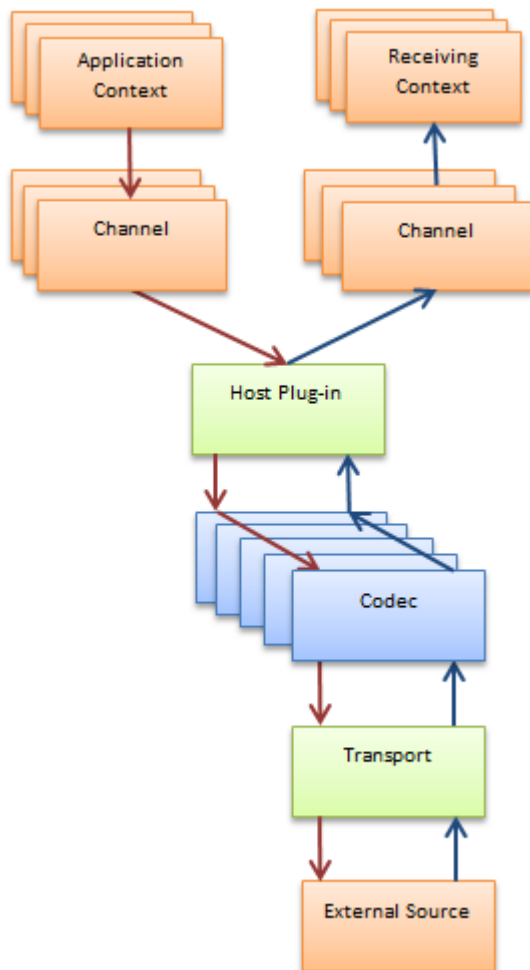 Application
Context
Receiving
Context
Channel
Channel
Host Plug-in
Codec
Transport
External Source